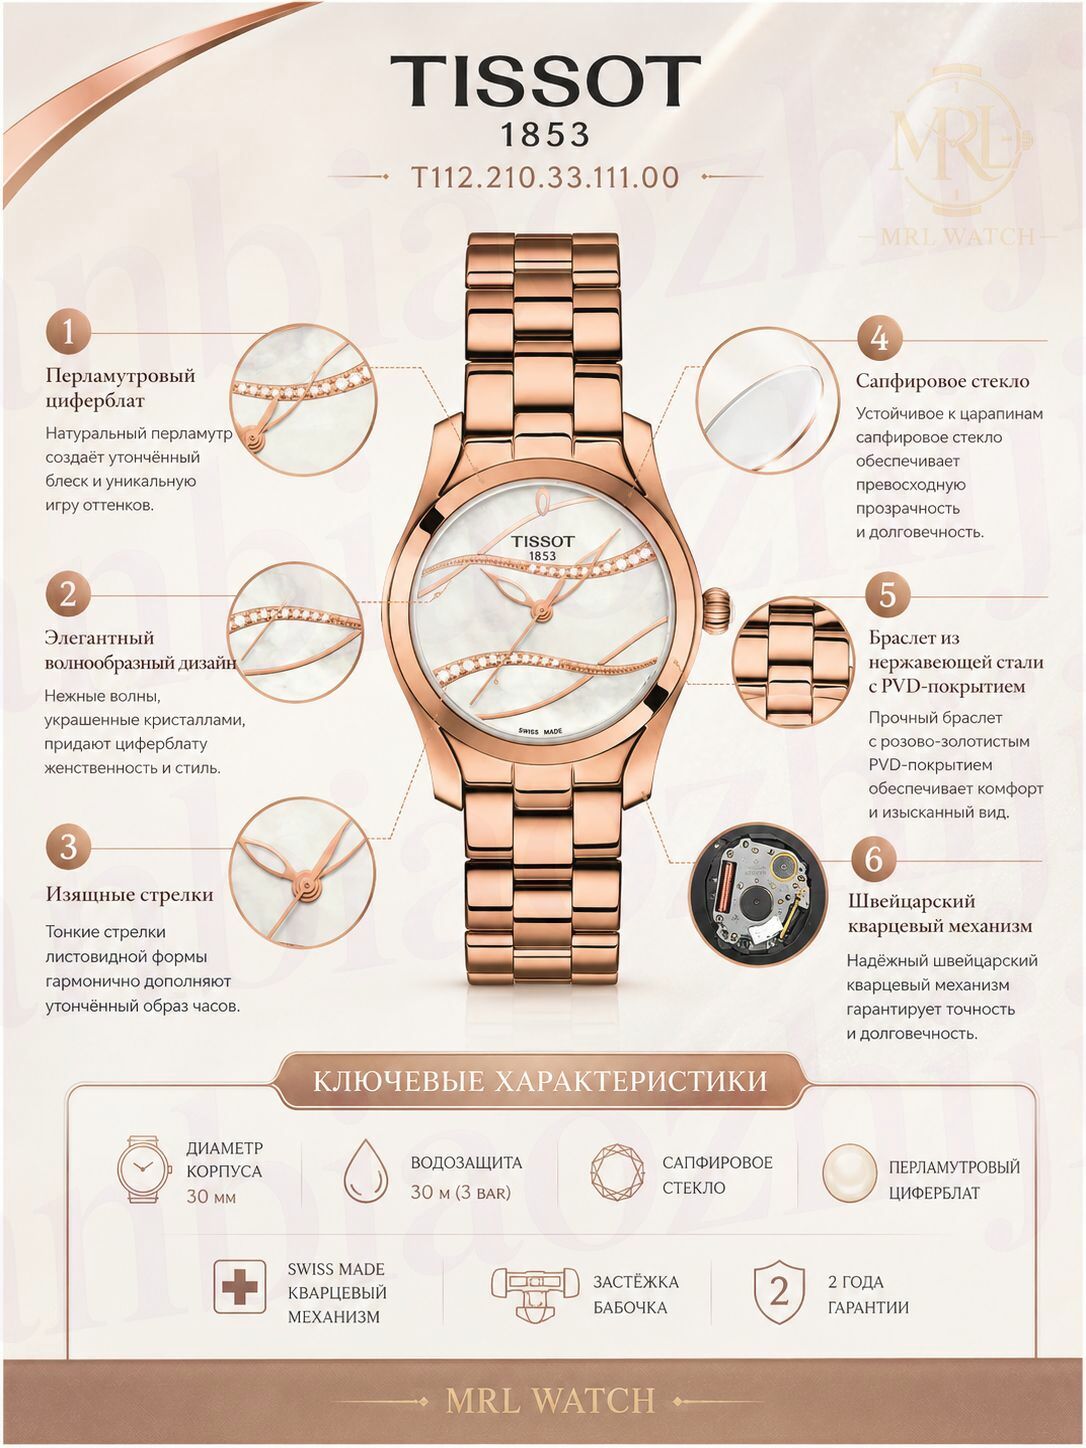 TISSOT
1853
T112.210.33.111.00
MRL
MRL WATCH
1
Перламутровый
циферблат
Натуральный перламутр
создаёт утончённый
блеск и уникальную
игру оттенков.
2
Элегантный
волнообразный дизайн
Нежные волны,
украшенные кристаллами,
придают циферблату
женственность и стиль.
3
Изящные стрелки
Тонкие стрелки
листовидной формы
гармонично дополняют
утончённый образ часов.
TISSOT
1853
SWISS MADE
4
Сапфировое стекло
Устойчивое к царапинам
сапфировое стекло
обеспечивает
превосходную
прозрачность
и долговечность.
5
Браслет из
нержавеющей стали
с PVD-покрытием
Прочный браслет
с розово-золотистым
PVD-покрытием
обеспечивает комфорт
и изысканный вид.
6
Швейцарский
кварцевый механизм
Надёжный швейцарский
кварцевый механизм
гарантирует точность
и долговечность.
КЛЮЧЕВЫЕ ХАРАКТЕРИСТИКИ
ДИАМЕТР
КОРПУСА
30 мм
ВОДОЗАЩИТА
30 м (3 BAR)
САПФИРОВОЕ
СТЕКЛО
ПЕРЛАМУТРОВЫЙ
ЦИФЕРБЛАТ
SWISS MADE
КВАРЦЕВЫЙ
МЕХАНИЗМ
ЗАСТЁЖКА
БАБОЧКА
2
2 ГОДА
ГАРАНТИИ
MRL WATCH